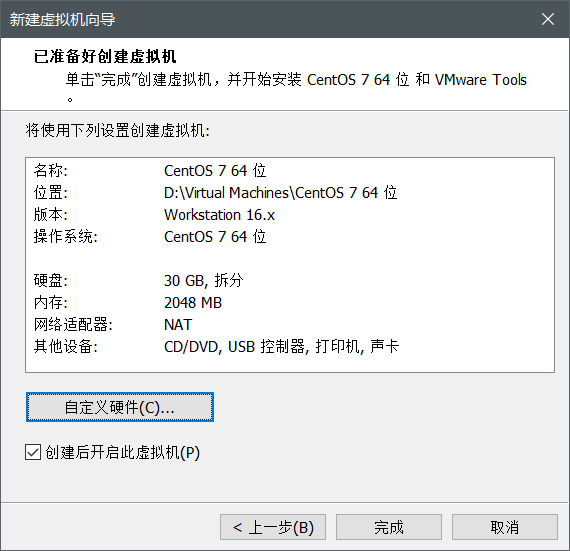 新建虚拟机向导
已准备好创建虚拟机
单击“完成”创建虚拟机，并开始安装 CentOS 7 64 位 和 VMware Tools
。
将使用下列设置创建虚拟机:
名称: CentOS 7 64 位
位置: D:\Virtual Machines\CentOS 7 64 位
版本: Workstation 16.x
操作系统: CentOS 7 64 位
硬盘: 30 GB, 拆分
内存: 2048 MB
网络适配器: NAT
其他设备: CD/DVD, USB 控制器, 打印机, 声卡
自定义硬件(C)...
创建后开启此虚拟机(P)
< 上一步(B) 完成 取消